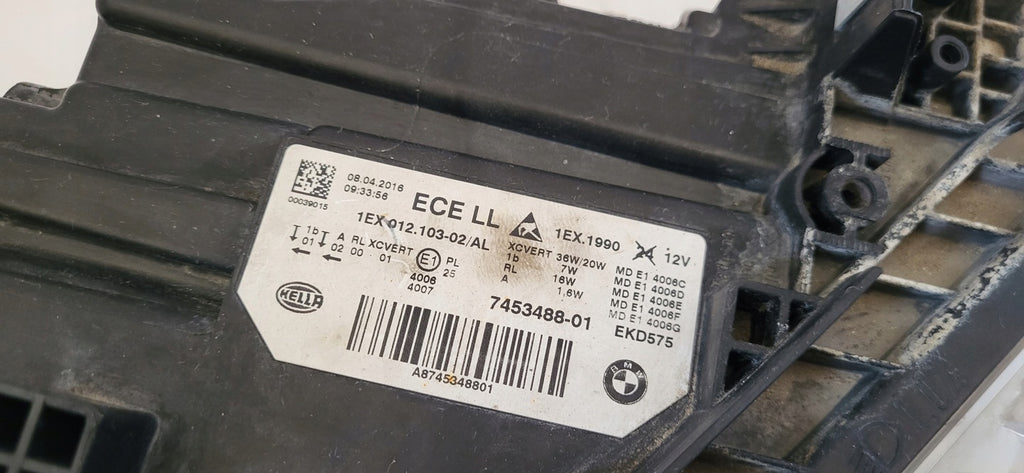 08.04.2016
09:33:56
00039015
ECE LL
1EX.1990
12V
1EX 012.103-02/AL
1b A RL XCVERT
01 02 00 01
E1
PL
25
4006
4007
XCVERT 36W/20W
1b 7W
RL 16W
A 1,6W
MD E1 4006C
MD E1 4006D
MD E1 4006E
MD E1 4006F
MD E1 4006G
HELLA
7453488-01
EKD575
A8745348801
BMW